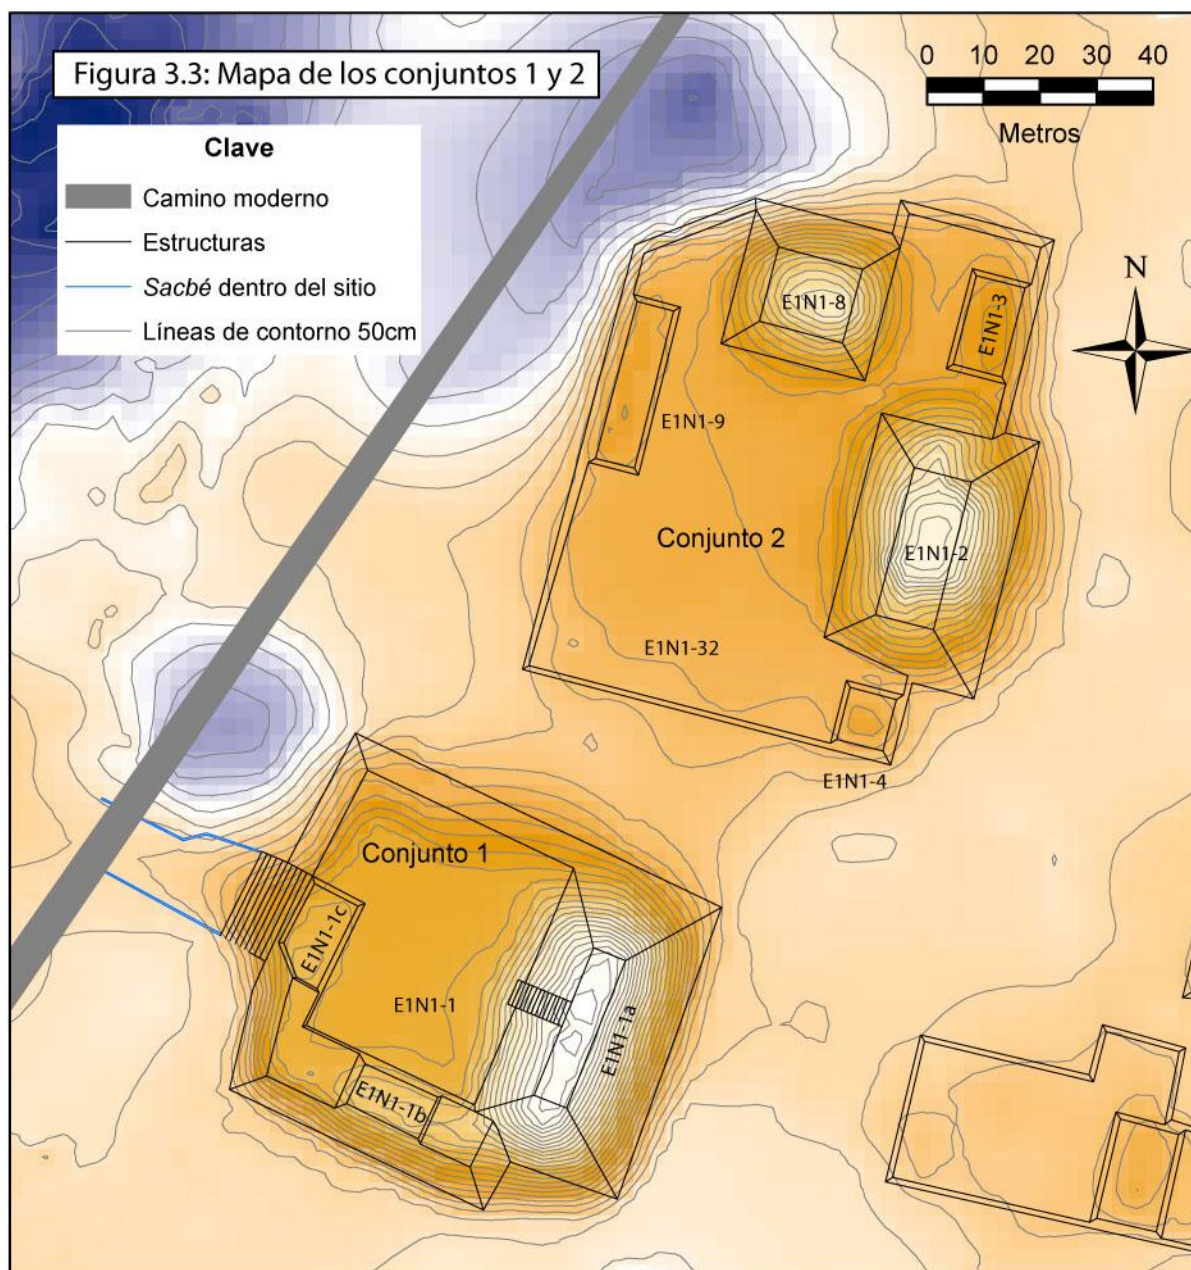 Figura 3.3: Mapa de los conjuntos 1 y 2
0 10 20 30 40
Metros
Clave
Camino moderno
Estructuras
Sacbé dentro del sitio
Líneas de contorno 50cm
N
E1N1-8
E1N1-3
E1N1-9
Conjunto 2
E1N1-2
E1N1-32
E1N1-4
Conjunto 1
E1N1-1c
E1N1-1
E1N1-1a
E1N1-1b